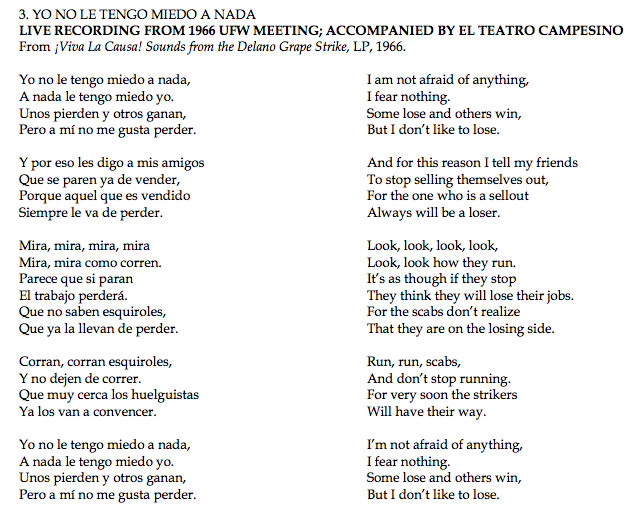 3. YO NO LE TENGO MIEDO A NADA
LIVE RECORDING FROM 1966 UFW MEETING; ACCOMPANIED BY EL TEATRO CAMPESINO
From ¡Viva La Causa! Sounds from the Delano Grape Strike, LP, 1966.

Yo no le tengo miedo a nada,
A nada le tengo miedo yo.
Unos pierden y otros ganan,
Pero a mí no me gusta perder.

Y por eso les digo a mis amigos
Que se paren ya de vender,
Porque aquel que es vendido
Siempre le va de perder.

Mira, mira, mira, mira
Mira, mira como corren.
Parece que si paran
El trabajo perderá.
Que no saben esquiroles,
Que ya la llevan de perder.

Corran, corran esquiroles,
Y no dejen de correr.
Que muy cerca los huelguistas
Ya los van a convencer.

Yo no le tengo miedo a nada,
A nada le tengo miedo yo.
Unos pierden y otros ganan,
Pero a mí no me gusta perder.

I am not afraid of anything,
I fear nothing.
Some lose and others win,
But I don't like to lose.

And for this reason I tell my friends
To stop selling themselves out,
For the one who is a sellout
Always will be a loser.

Look, look, look, look,
Look, look how they run.
It's as though if they stop
They think they will lose their jobs.
For the scabs don't realize
That they are on the losing side.

Run, run, scabs,
And don't stop running.
For very soon the strikers
Will have their way.

I'm not afraid of anything,
I fear nothing.
Some lose and others win,
But I don't like to lose.